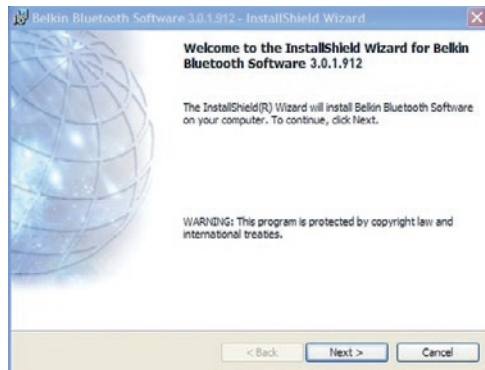 Belkin Bluetooth Software 3.0.1.912 - InstallShield Wizard
Welcome to the InstallShield Wizard for Belkin
Bluetooth Software 3.0.1.912
The InstallShield(R) Wizard will install Belkin Bluetooth Software
on your computer. To continue, click Next.
WARNING: This program is protected by copyright law and
international treaties.
< Back Next > Cancel